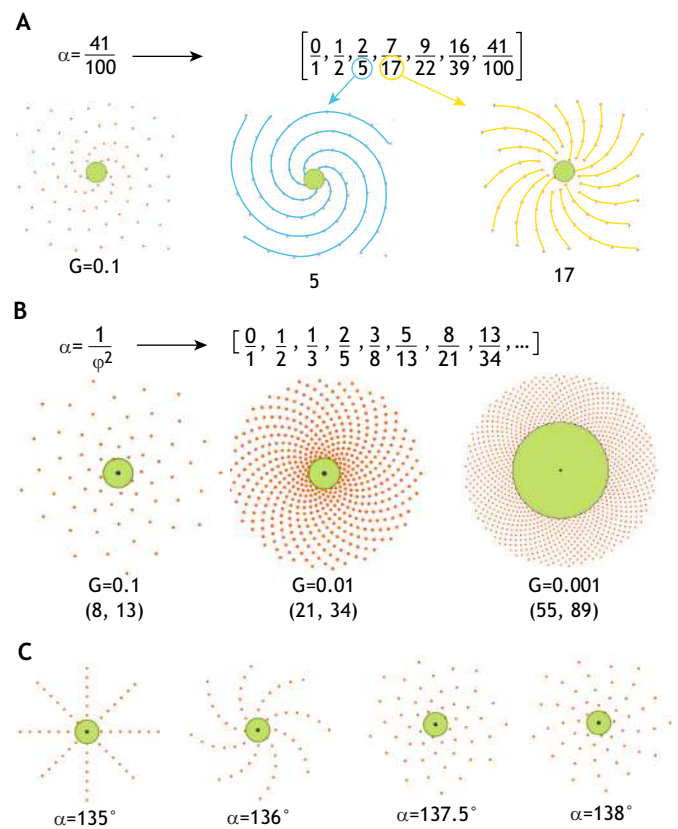 A
α= 41/100 [0/1, 1/2, 2/5, 7/17, 9/22, 16/39, 41/100]
G=0.1
5
17
B
α= 1/φ² [0/1, 1/2, 1/3, 2/5, 3/8, 5/13, 8/21, 13/34, ...]
G=0.1 G=0.01 G=0.001
(8, 13) (21, 34) (55, 89)
C
α=135° α=136° α=137.5° α=138°